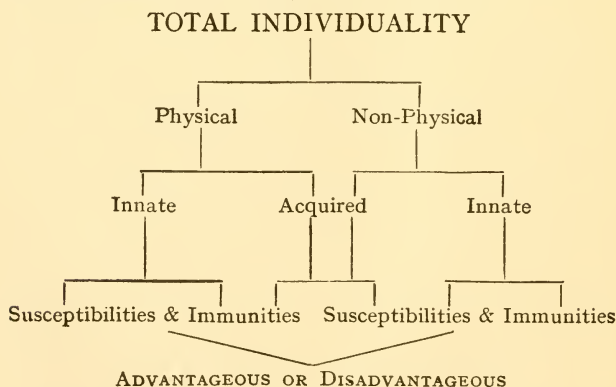 TOTAL INDIVIDUALITY
Physical Non-Physical
Innate Acquired Innate
Susceptibilities & Immunities Susceptibilities & Immunities
ADVANTAGEOUS OR DISADVANTAGEOUS